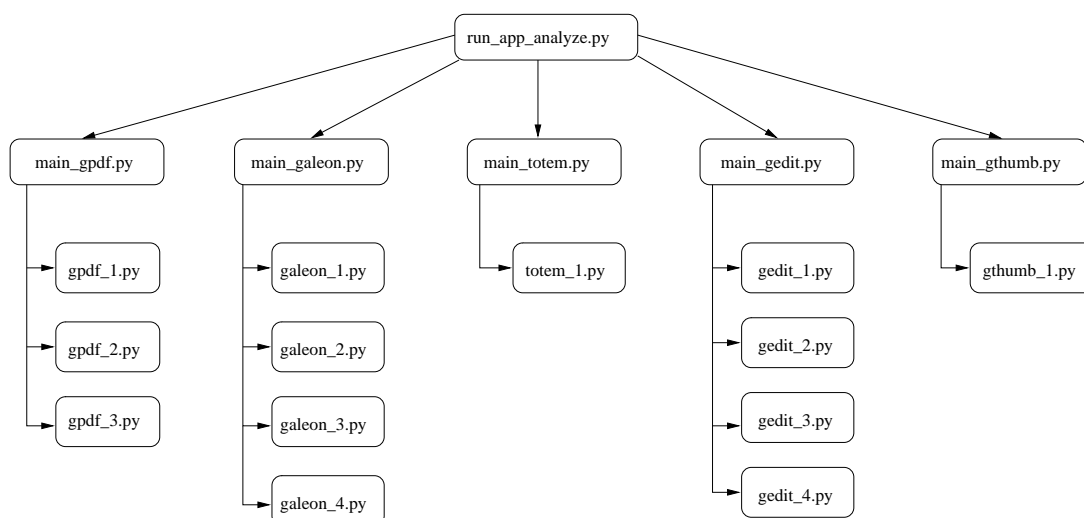 run_app_analyze.py
main_gpdf.py
main_galeon.py
main_totem.py
main_gedit.py
main_gthumb.py
gpdf_1.py
galeon_1.py
totem_1.py
gedit_1.py
gthumb_1.py
gpdf_2.py
galeon_2.py
gedit_2.py
gpdf_3.py
galeon_3.py
gedit_3.py
galeon_4.py
gedit_4.py